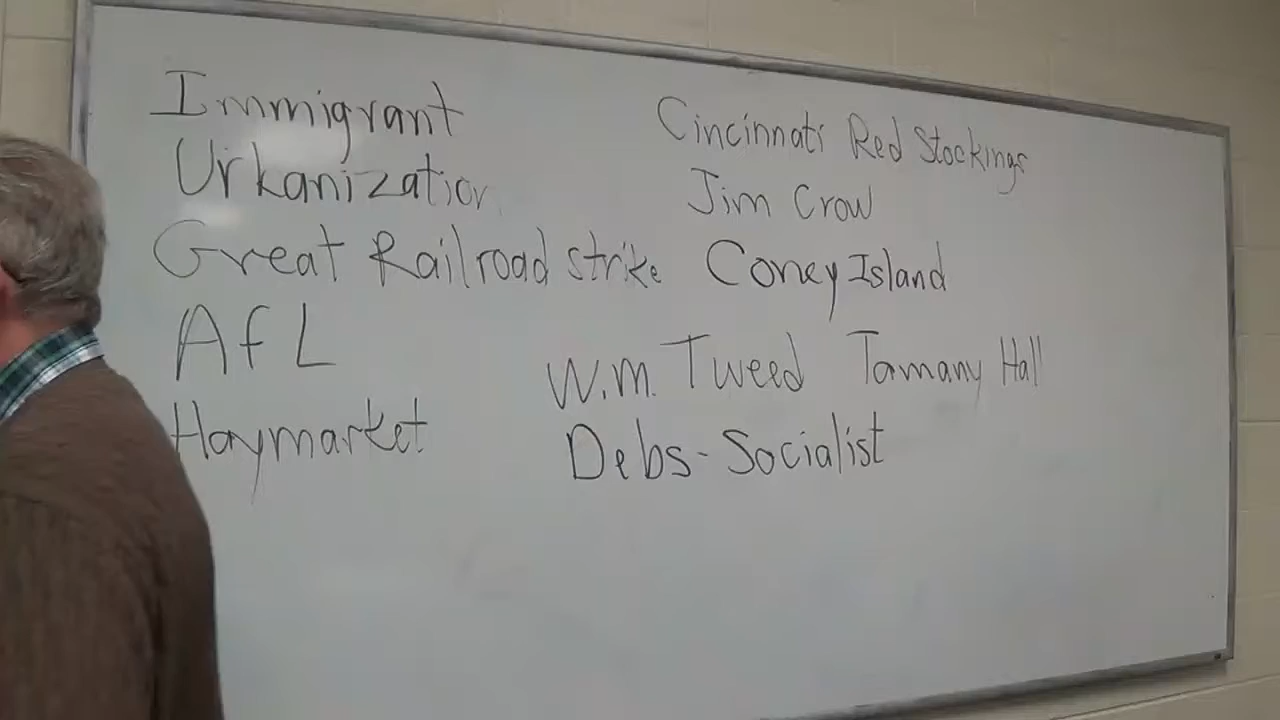 Immigrant
Urkanization
Great Railroad strike
AfL
Haymarket
Cincinnati Red Stockings
Jim Crow
Coney Island
W.m. Tweed Tamany Hall
Debs-Socialist